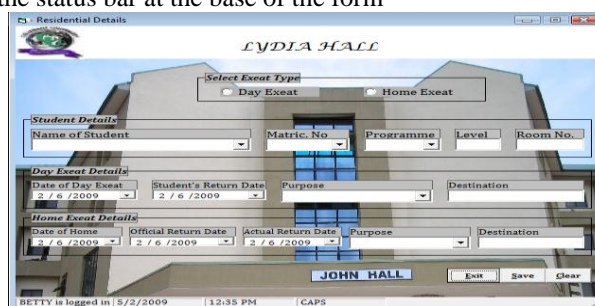 the status bar at the base of the form
Residential Details
LYDIA HALL
Select Exeat Type
Day Exeat Home Exeat
Student Details
Name of Student Matric. No Programme Level Room No.
Day Exeat Details
Date of Day Exeat Student's Return Date Purpose Destination
2 / 6 /2009 2 / 6 /2009
Home Exeat Details
Date of Home Official Return Date Actual Return Date Purpose Destination
2 / 6 /2009 2 / 6 /2009 2 / 6 /2009
JOHN HALL Exit Save Clear
BETTY is logged in 5/2/2009 12:35 PM CAPS